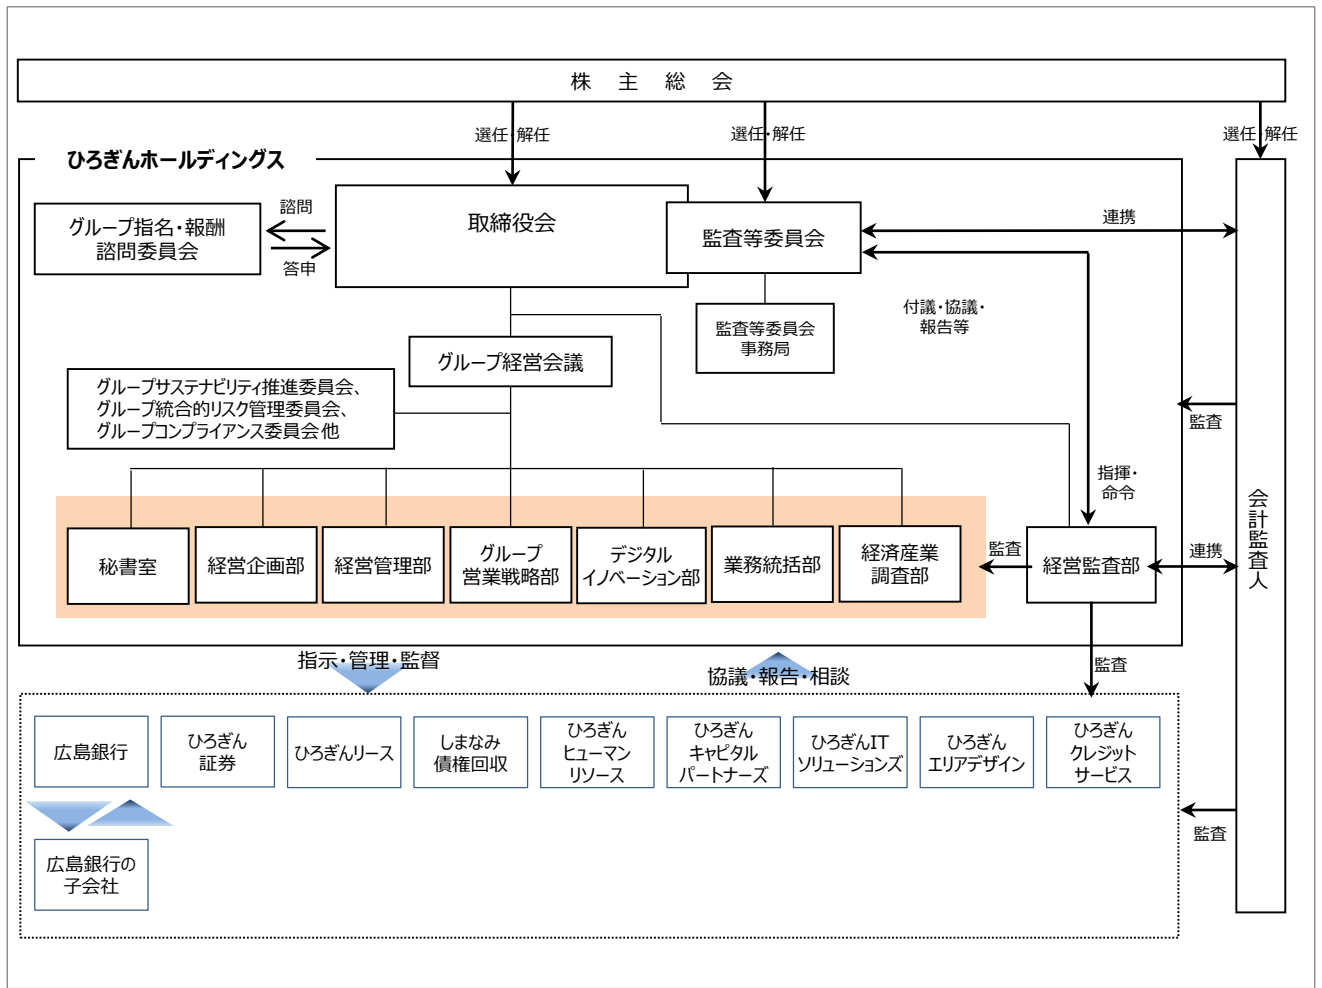 株 主 総 会
選任・解任
選任・解任
選任・解任
ひろぎんホールディングス
グループ指名・報酬
諮問委員会
諮問
答申
取締役会
監査等委員会
連携
付議・協議・
報告等
監査等委員会
事務局
グループ経営会議
グループサステナビリティ推進委員会、
グループ統合的リスク管理委員会、
グループコンプライアンス委員会 他
監査
指揮・
命令
会計監査人
秘書室
経営企画部
経営管理部
グループ
営業戦略部
デジタル
イノベーション部
業務統括部
経済産業
調査部
監査
経営監査部
連携
指示・管理・監督
協議・報告・相談
監査
広島銀行
ひろぎん
証券
ひろぎんリース
しまなみ
債権回収
ひろぎん
ヒューマン
リソース
ひろぎん
キャピタル
パートナーズ
ひろぎんIT
ソリューションズ
ひろぎん
エリアデザイン
ひろぎん
クレジット
サービス
監査
広島銀行の
子会社